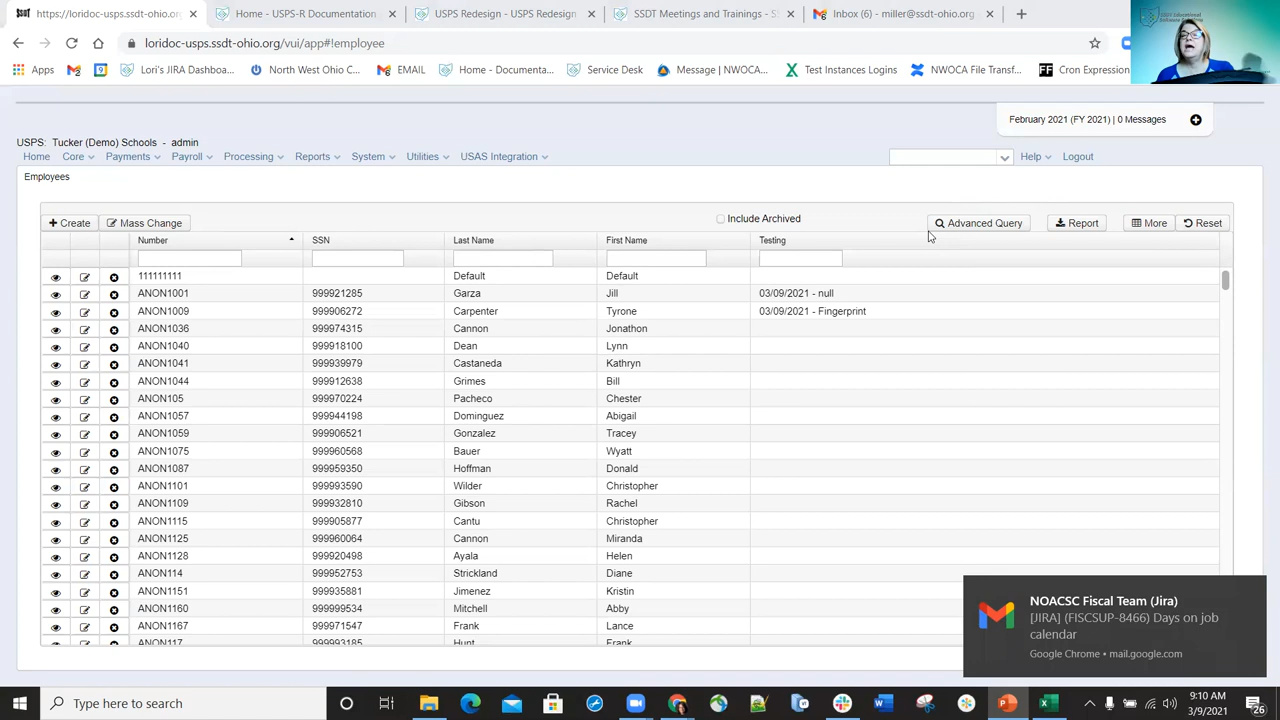 https://loridoc-usps.ssdt-ohio.org
Home - USPS-R Documentation
USPS Redesign - USPS Redesign
SSDT Meetings and Trainings - S
Inbox (6) - miller@ssdt-ohio.org
loridoc-usps.ssdt-ohio.org/vui/app#!employee
Apps
Lori's JIRA Dashboa...
North West Ohio C...
EMAIL
Home - Documentat...
Service Desk
Message | NWOCA...
Test Instances Logins
NWOCA File Transf...
Cron Expression
February 2021 (FY 2021) | 0 Messages
USPS: Tucker (Demo) Schools - admin
Home Core Payments Payroll Processing Reports System Utilities USAS Integration Help Logout
Employees
Create Mass Change Include Archived Advanced Query Report More Reset
Number SSN Last Name First Name Testing
111111111 Default Default
ANON1001 999921285 Garza Jill 03/09/2021 - null
ANON1009 999906272 Carpenter Tyrone 03/09/2021 - Fingerprint
ANON1036 999974315 Cannon Jonathon
ANON1040 999918100 Dean Lynn
ANON1041 999939979 Castaneda Kathryn
ANON1044 999912638 Grimes Bill
ANON105 999970224 Pacheco Chester
ANON1057 999944198 Dominguez Abigail
ANON1059 999906521 Gonzalez Tracey
ANON1075 999960568 Bauer Wyatt
ANON1087 999959350 Hoffman Donald
ANON1101 999993590 Wilder Christopher
ANON1109 999932810 Gibson Rachel
ANON1115 999905877 Cantu Christopher
ANON1125 999960064 Cannon Miranda
ANON1128 999920498 Ayala Helen
ANON114 999952753 Strickland Diane
ANON1151 999935881 Jimenez Kristin
ANON1160 999999534 Mitchell Abby
ANON1167 999971547 Frank Lance
ANON117 999993185 Hunt Frank
NOACSC Fiscal Team (Jira)
[JIRA] (FISCSUP-8466) Days on job
calendar
Google Chrome • mail.google.com
Type here to search
9:10 AM
3/9/2021
26